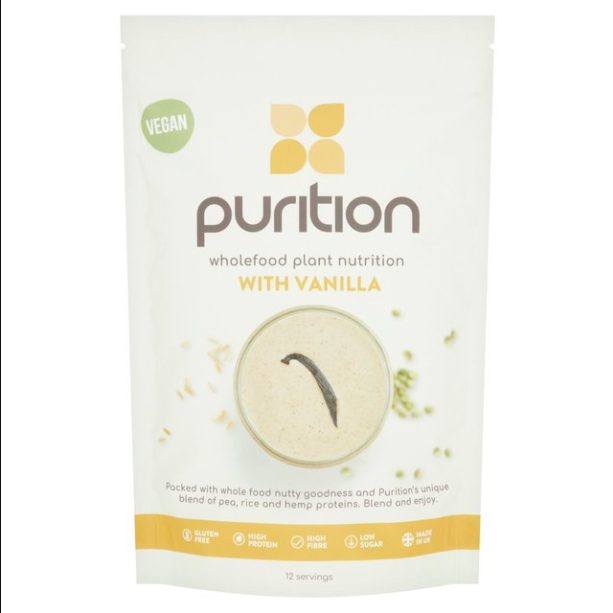 VEGAN
purition
wholefood plant nutrition
WITH VANILLA
Packed with whole food nutty goodness and Purition's unique
blend of pea, rice and hemp proteins. Blend and enjoy.
GLUTEN
FREE
HIGH
PROTEIN
HIGH
FIBRE
LOW
SUGAR
MADE
IN UK
12 servings